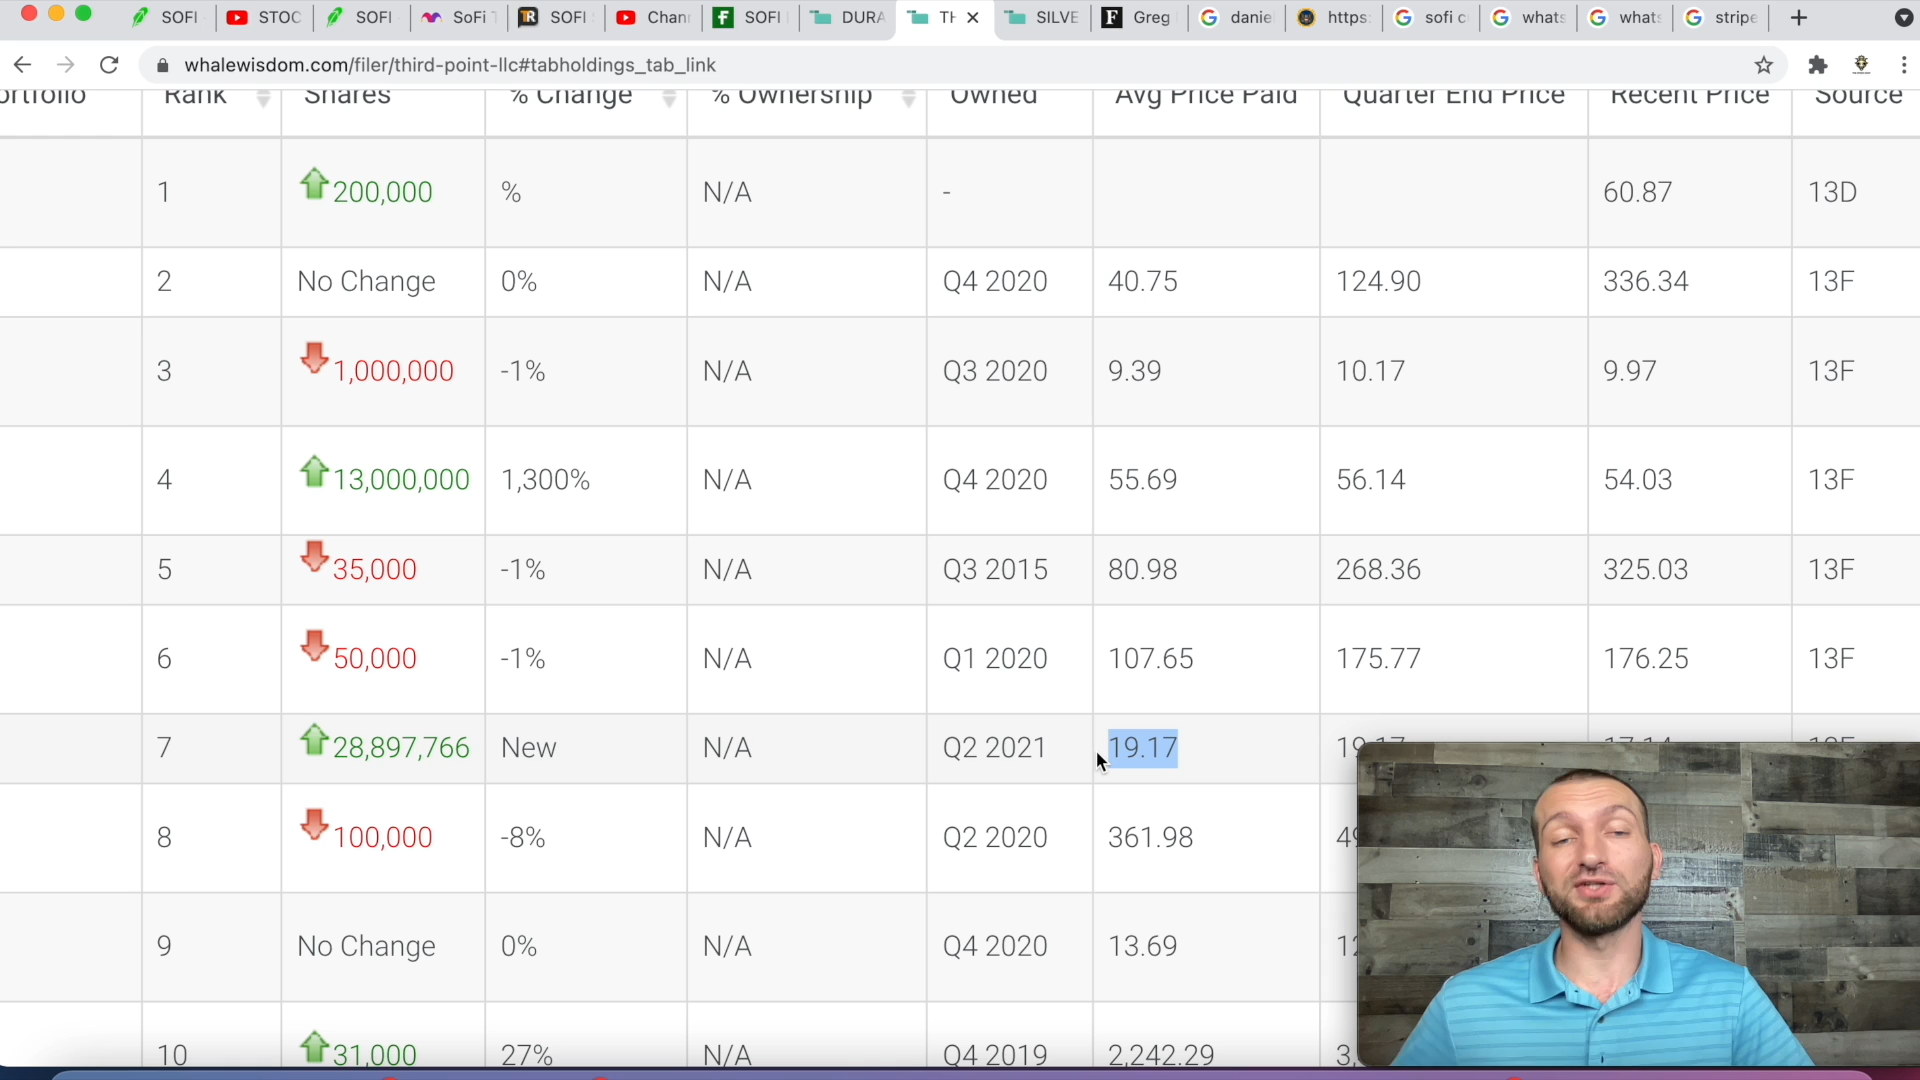 SOFI STOC SOFI SoFi T SOFI Chan SOFI DURA TH SILVE Greg danie https: sofi c whats whats stripe
whalewisdom.com/filer/third-point-llc#tabholdings_tab_link
ortfolio Rank Shares % Change % Ownership Owned Avg Price Paid Quarter End Price Recent Price Source
1 200,000 % N/A - 60.87 13D
2 No Change 0% N/A Q4 2020 40.75 124.90 336.34 13F
3 1,000,000 -1% N/A Q3 2020 9.39 10.17 9.97 13F
4 13,000,000 1,300% N/A Q4 2020 55.69 56.14 54.03 13F
5 35,000 -1% N/A Q3 2015 80.98 268.36 325.03 13F
6 50,000 -1% N/A Q1 2020 107.65 175.77 176.25 13F
7 28,897,766 New N/A Q2 2021 19.17
8 100,000 -8% N/A Q2 2020 361.98
9 No Change 0% N/A Q4 2020 13.69
10 31,000 27% N/A Q4 2019 2,242.29